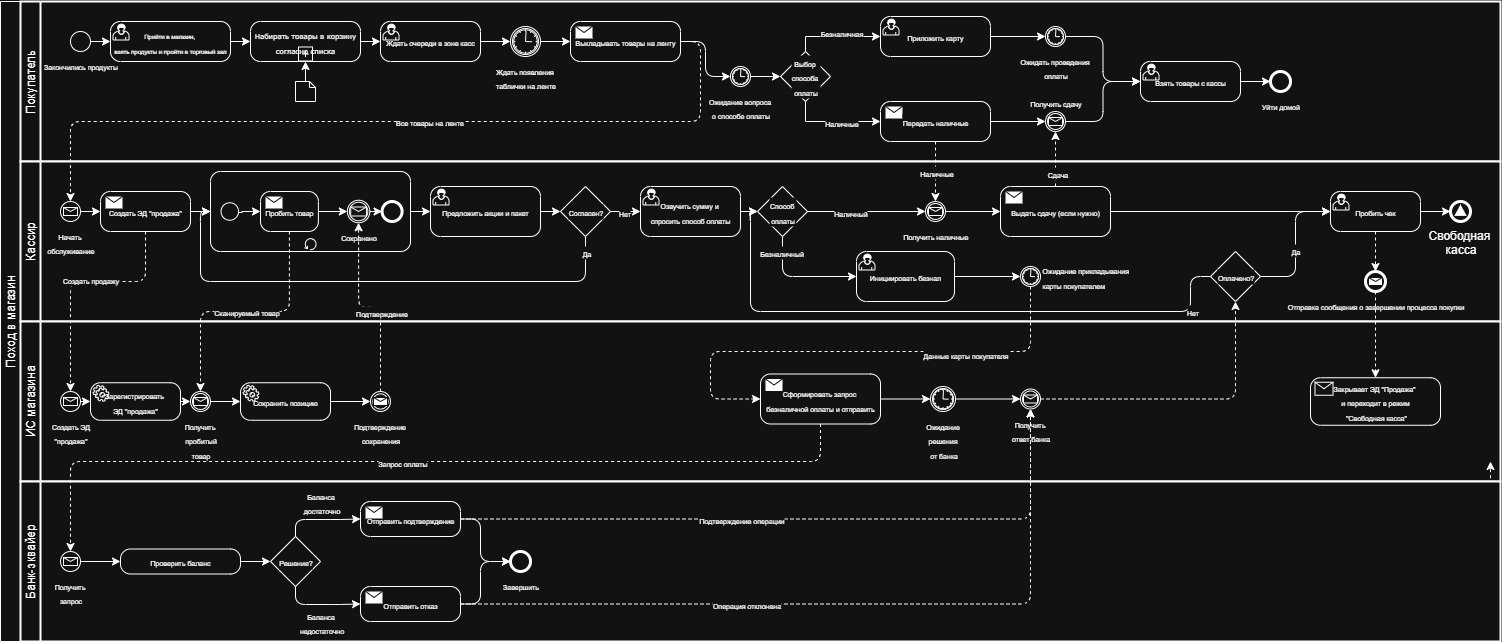 Поход в магазин
Покупатель
Закончились продукты
Прийти в магазин,
взять продукты и пройти в торговый зал
Набирать товары в корзину
согласно списка
Ждать очереди в зоне касс
Ждать появления
таблички на ленте
Выкладывать товары на ленту
Все товары на ленте
Ожидание вопроса
о способе оплаты
Выбор
способа
оплаты
Безналичная
Наличные
Приложить карту
Передать наличные
Ожидать проведения
оплаты
Получить сдачу
Взять товары с кассы
Уйти домой
Кассир
Начать
обслуживание
Создать ЭД "продажа"
Создать продажу
Пробить товар
Сохранено
Сканируемый товар
Подтверждение
Предложить акции и пакет
Согласен?
Нет
Да
Озвучить сумму и
спросить способ оплаты
Способ
оплаты
Наличный
Безналичный
Наличные
Получить наличные
Сдача
Выдать сдачу (если нужно)
Инициировать безнал
Ожидание прикладывания
карты покупателем
Оплачено?
Да
Нет
Пробить чек
Свободная
касса
Отправка сообщения о завершении процесса покупки
ИС магазина
Создать ЭД
"продажа"
Зарегистрировать
ЭД "продажа"
Получить
пробитый
товар
Сохранить позицию
Подтверждение
сохранения
Данные карты покупателя
Сформировать запрос
безналичной оплаты и отправить
Ожидание
решения
от банка
Получить
ответ банка
Закрывает ЭД "Продажа"
и переходит в режим
"Свободная касса"
Запрос оплаты
Банк-эквайер
Получить
запрос
Проверить баланс
Решение?
Баланса
достаточно
Баланса
недостаточно
Отправить подтверждение
Отправить отказ
Завершить
Подтверждение операции
Операция отклонена